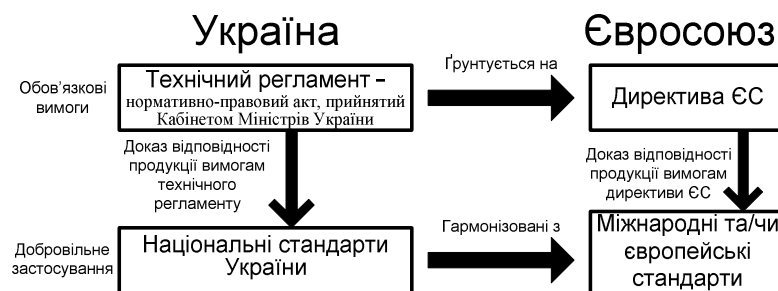 Україна
Євросоюз
Обов’язкові
вимоги
Технічний регламент –
нормативно-правовий акт, прийнятий
Кабінетом Міністрів України
Ґрунтується на
Директива ЄС
Доказ відповідності
продукції вимогам
технічного
регламенту
Доказ відповідності
продукції вимогам
директиви ЄС
Добровільне
застосування
Національні стандарти
України
Гармонізовані з
Міжнародні та/чи
європейські
стандарти